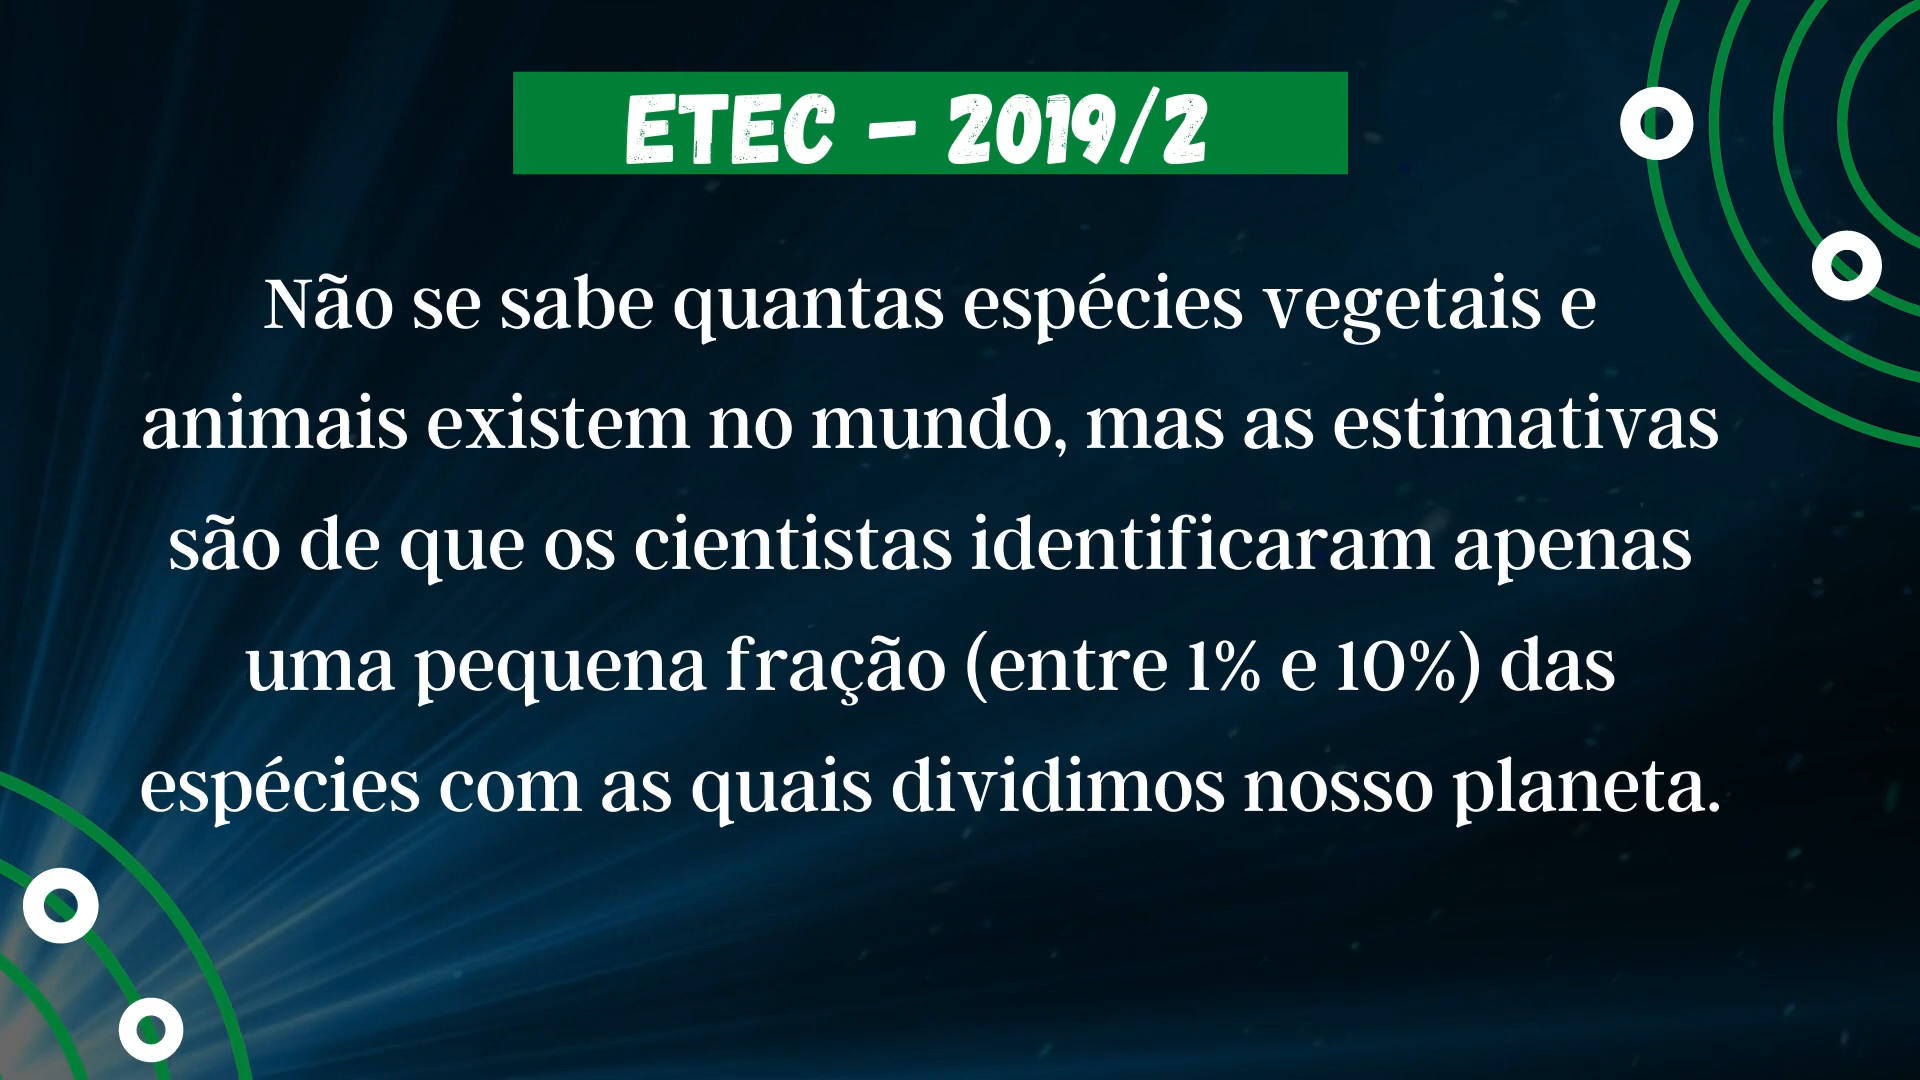 ETEC - 2019/2
Não se sabe quantas espécies vegetais e
animais existem no mundo, mas as estimativas
são de que os cientistas identificaram apenas
uma pequena fração (entre 1% e 10%) das
espécies com as quais dividimos nosso planeta.